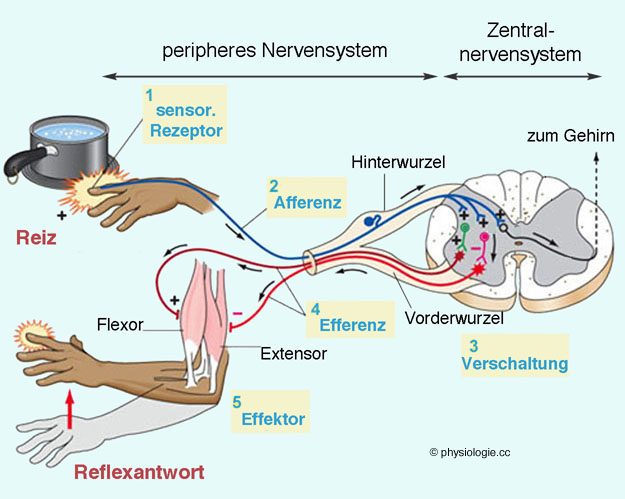 Zentral-
peripheres Nervensystem
nervensystem
1
sensor.
Rezeptor
zum Gehirn
Hinterwurzel
2
Afferenz
+
+
+
+
Reiz
+
+
−
+
−
4
Efferenz
Flexor
Vorderwurzel
Extensor
3
Verschaltung
5
Effektor
© physiologie.cc
Reflexantwort